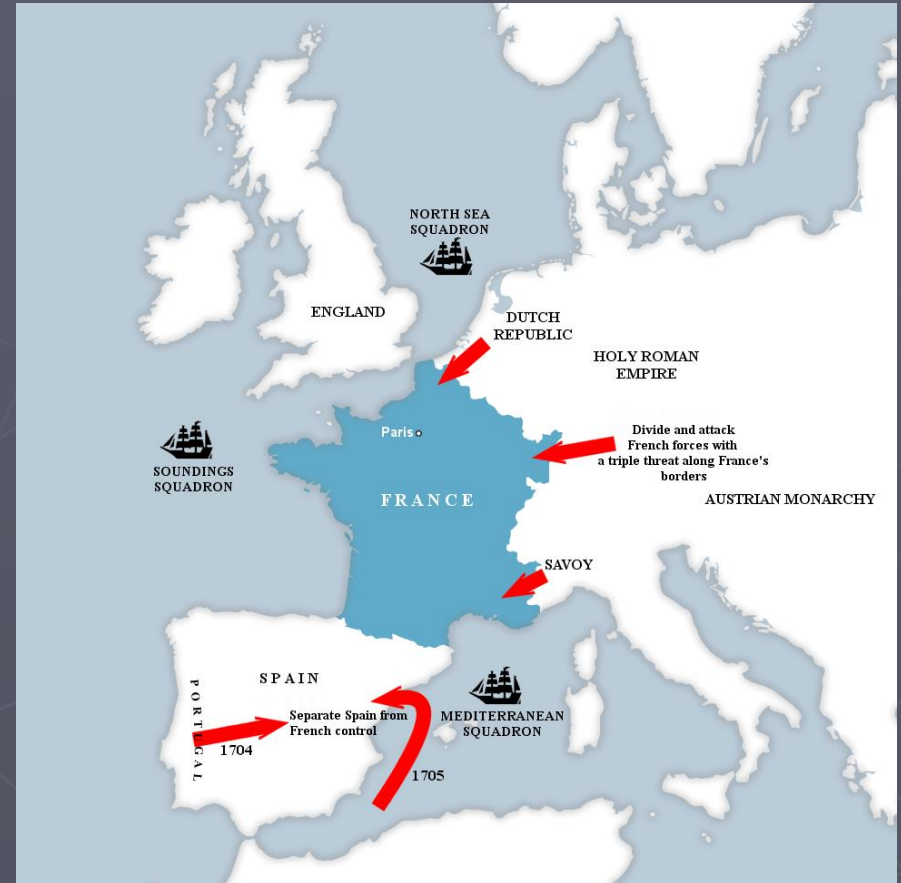 NORTH SEA
SQUADRON
ENGLAND
DUTCH
REPUBLIC
HOLY ROMAN
EMPIRE
Paris
Divide and attack
French forces with
a triple threat along France's
borders
SOUNDINGS
SQUADRON
FRANCE
AUSTRIAN MONARCHY
SAVOY
SPAIN
PORTUGAL
Separate Spain from
French control
MEDITERRANEAN
SQUADRON
1704
1705